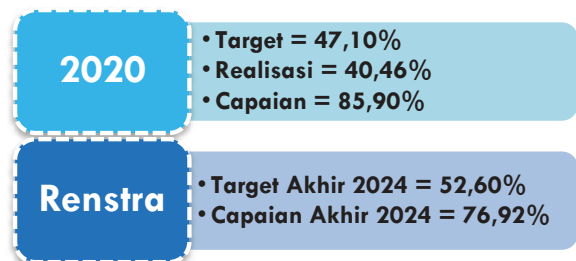 2020
• Target = 47,10%
• Realisasi = 40,46%
• Capaian = 85,90%
Renstra
• Target Akhir 2024 = 52,60%
• Capaian Akhir 2024 = 76,92%